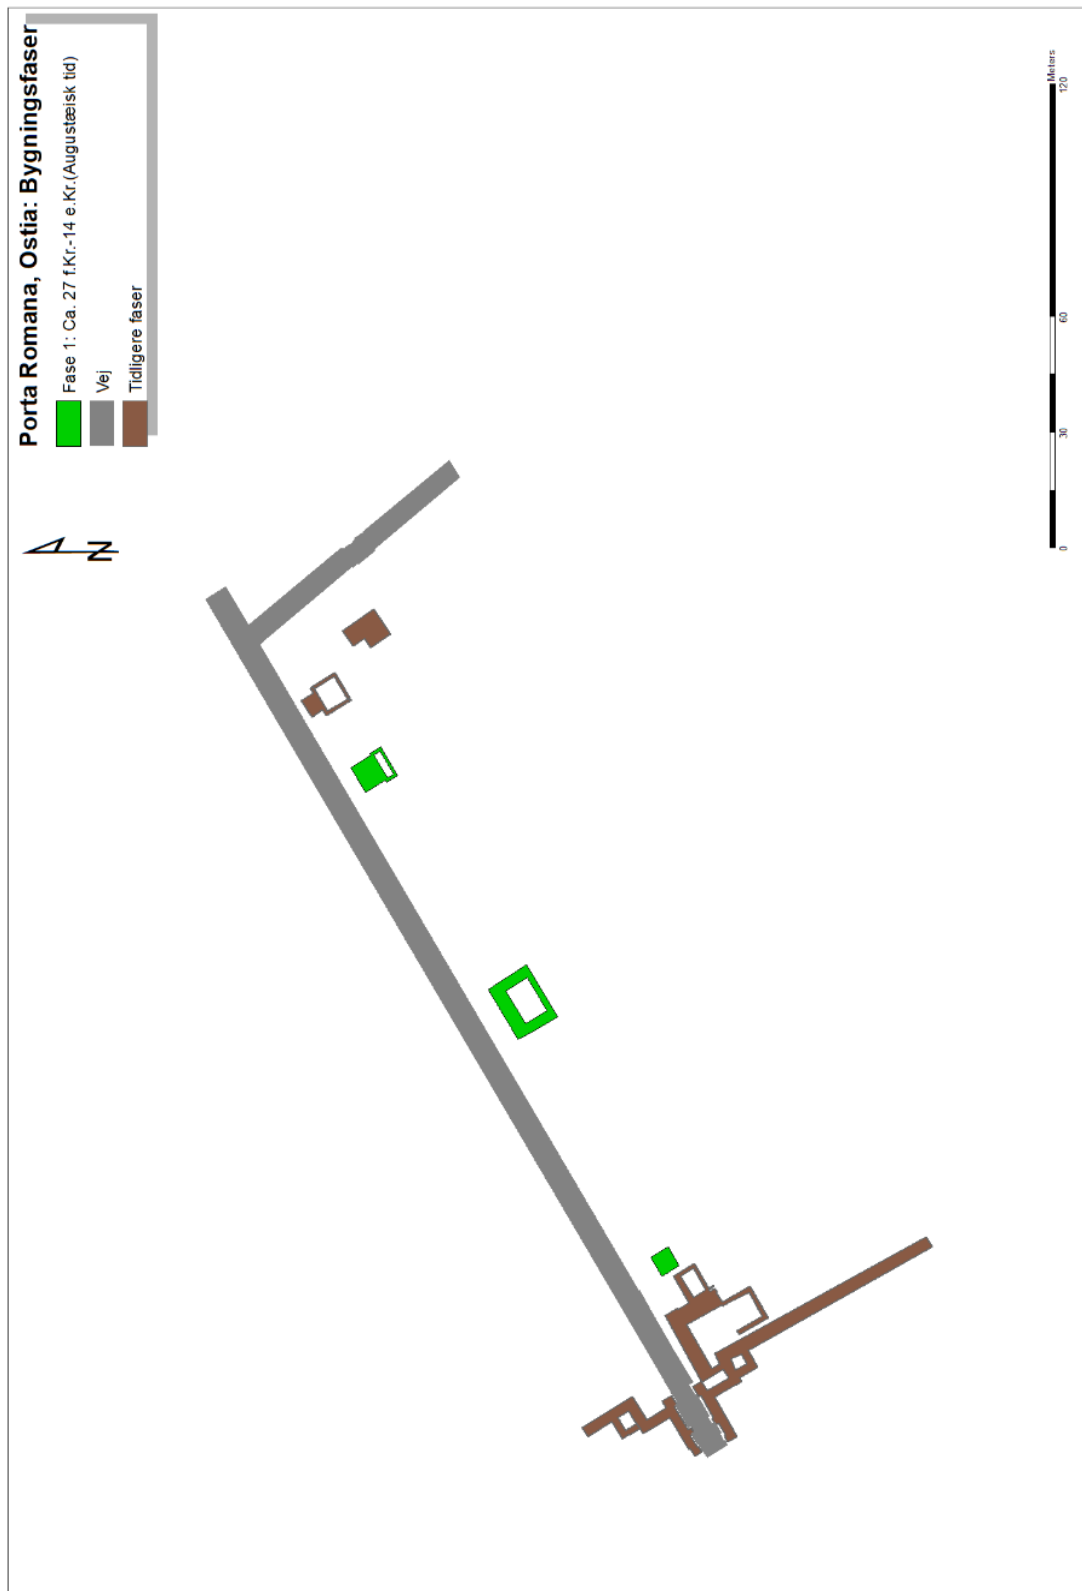 Porta Romana, Ostia: Bygningsfaser
Fase 1: Ca. 27 f.Kr.-14 e.Kr.(Augustæisk tid)
Vej
Tidligere faser
N
Meters
0 30 60 120